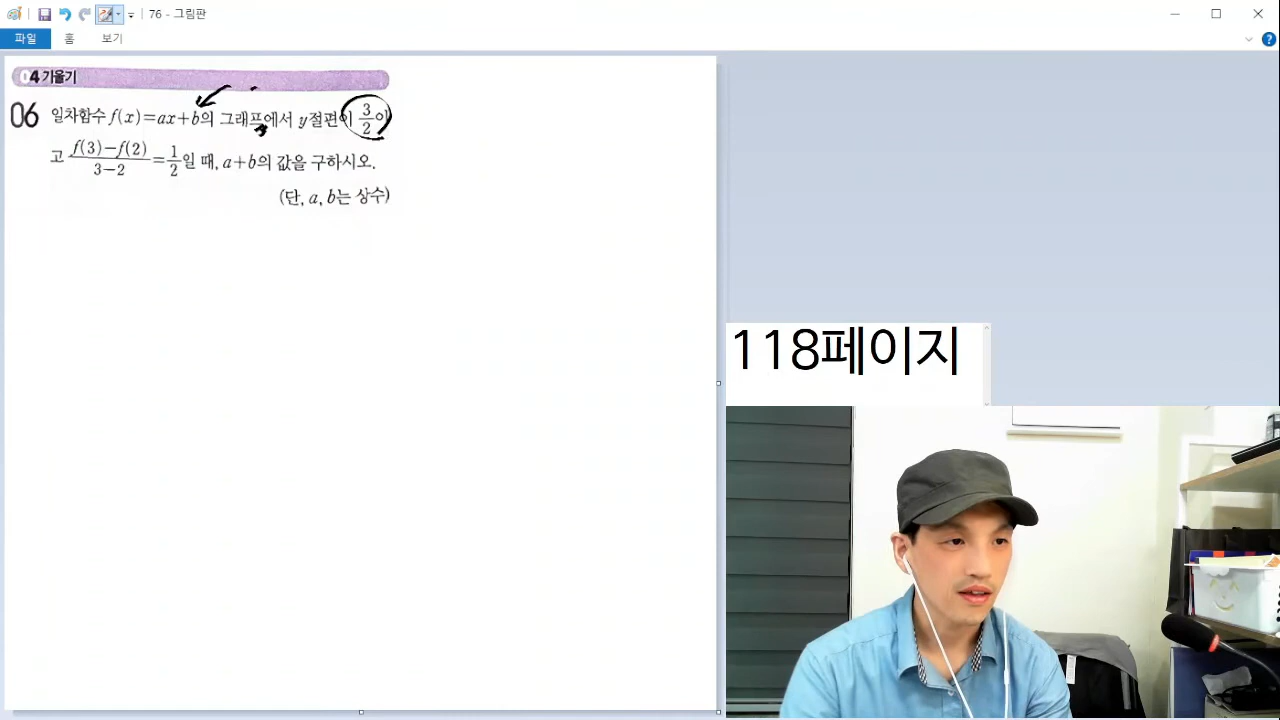 76 - 그림판
파일 홈 보기
04 기울기
06 일차함수 f(x)=ax+b의 그래프에서 y절편이 3/2이
고 f(3)-f(2)/3-2=1/2일 때, a+b의 값을 구하시오.
(단, a, b는 상수)
118페이지